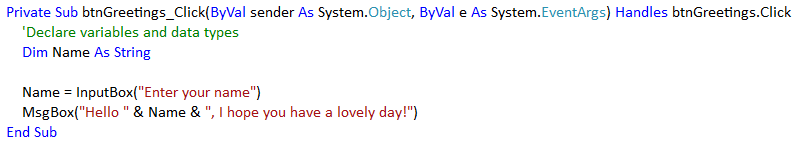 Private Sub btnGreetings_Click(ByVal sender As System.Object, ByVal e As System.EventArgs) Handles btnGreetings.Click
    'Declare variables and data types
    Dim Name As String

    Name = InputBox("Enter your name")
    MsgBox("Hello " & Name & ", I hope you have a lovely day!")
End Sub